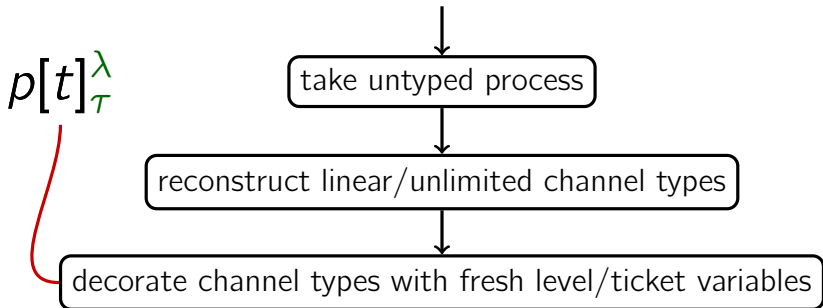 take untyped process
p[t]^λ_τ
reconstruct linear/unlimited channel types
decorate channel types with fresh level/ticket variables